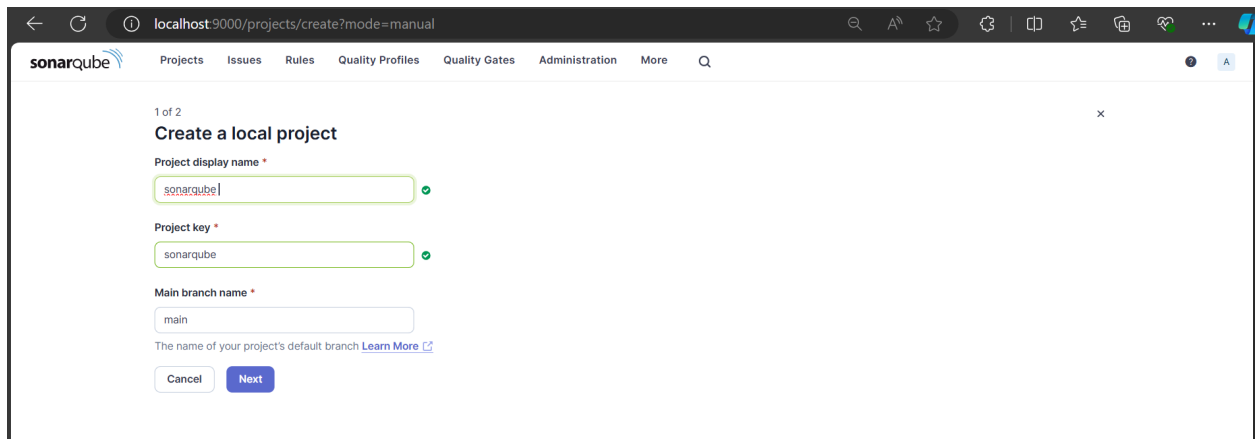 localhost:9000/projects/create?mode=manual
sonarqube Projects Issues Rules Quality Profiles Quality Gates Administration More ? A
1 of 2
Create a local project
Project display name *
sonarqube
Project key *
sonarqube
Main branch name *
main
The name of your project's default branch Learn More
Cancel Next